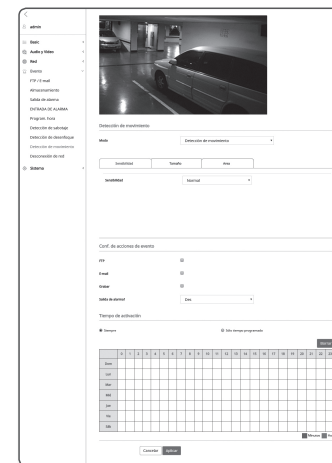 admin
Basic
Audio y Video
Red
Evento
FTP / E-mail
Almacenamiento
Salida de alarma
ENTRADA DE ALARMA
Program. hora
Detección de sabotaje
Detección de desenfoque
Detección de movimiento
Desconexión de red
Sistema
Detección de movimiento
Modo
Detección de movimiento
Sensibilidad
Tamaño
Area
Sensibilidad
Normal
Conf. de acciones de evento
FTP
E-mail
Grabar
Salida de alarma1
Des
Tiempo de activación
Siempre
Sólo tiempo programado
0 1 2 3 4 5 6 7 8 9 10 11 12 13 14 15 16 17 18 19 20 21 22 23
Dom
Lun
Mar
Mié
Jue
Vie
Sáb
Minutos
Cancelar
Aplicar